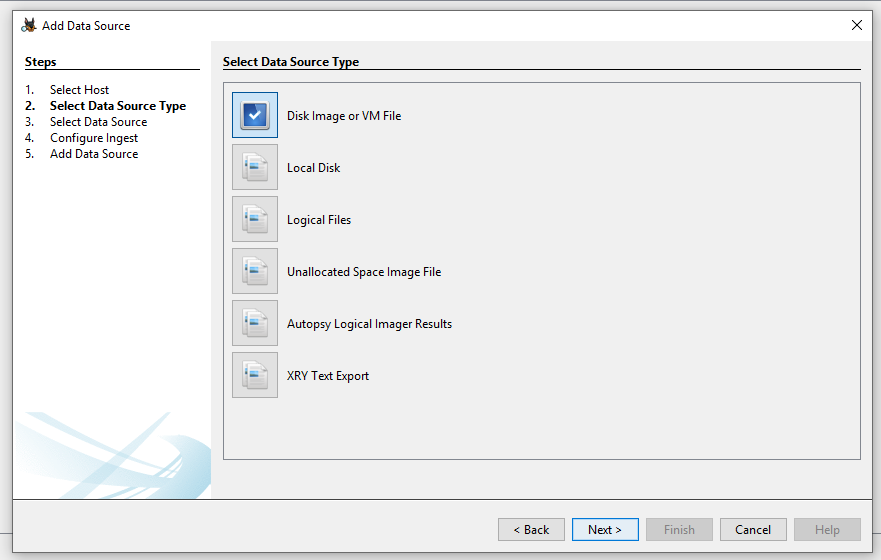 Add Data Source
Steps
1. Select Host
2. Select Data Source Type
3. Select Data Source
4. Configure Ingest
5. Add Data Source
Select Data Source Type
Disk Image or VM File
Local Disk
Logical Files
Unallocated Space Image File
Autopsy Logical Imager Results
XRY Text Export
< Back
Next >
Finish
Cancel
Help